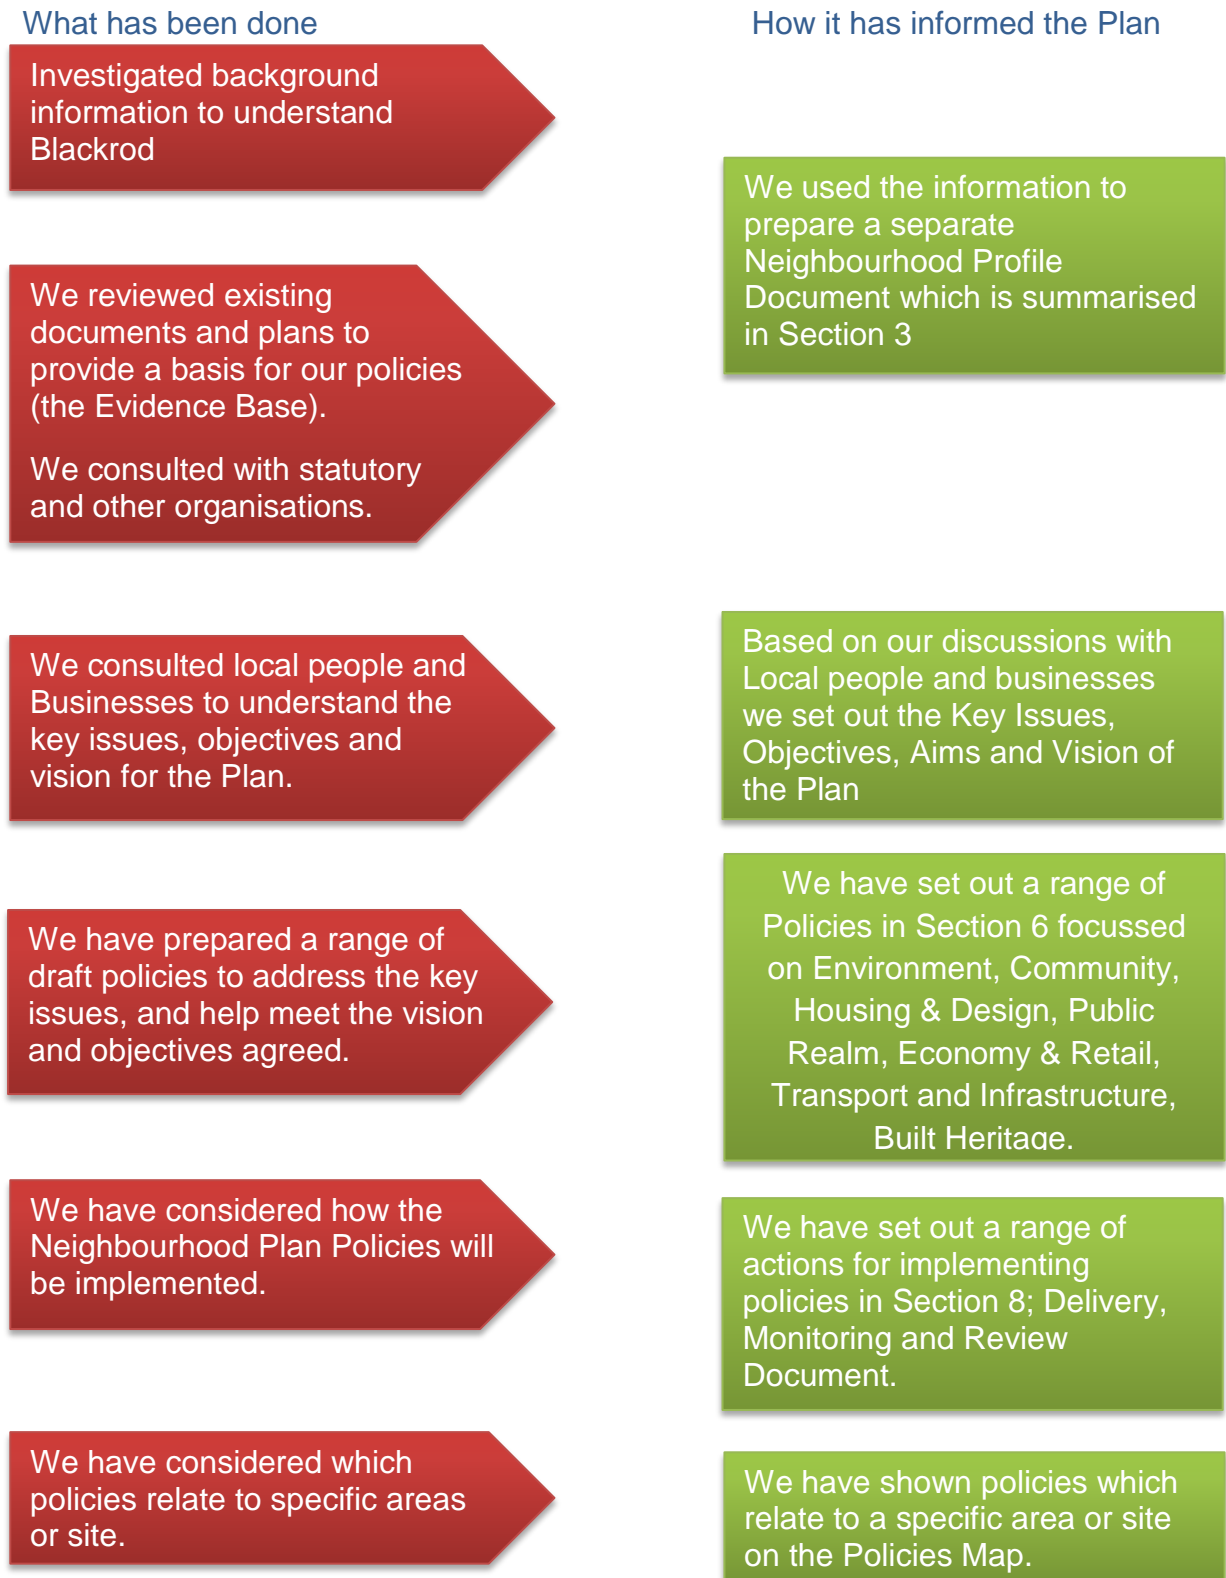 What has been done
How it has informed the Plan
Investigated background
information to understand
Blackrod
We used the information to
prepare a separate
Neighbourhood Profile
Document which is summarised
in Section 3
We reviewed existing
documents and plans to
provide a basis for our policies
(the Evidence Base).
We consulted with statutory
and other organisations.
We consulted local people and
Businesses to understand the
key issues, objectives and
vision for the Plan.
Based on our discussions with
Local people and businesses
we set out the Key Issues,
Objectives, Aims and Vision of
the Plan
We have prepared a range of
draft policies to address the key
issues, and help meet the vision
and objectives agreed.
We have set out a range of
Policies in Section 6 focussed
on Environment, Community,
Housing & Design, Public
Realm, Economy & Retail,
Transport and Infrastructure,
Built Heritage.
We have considered how the
Neighbourhood Plan Policies will
be implemented.
We have set out a range of
actions for implementing
policies in Section 8; Delivery,
Monitoring and Review
Document.
We have considered which
policies relate to specific areas
or site.
We have shown policies which
relate to a specific area or site
on the Policies Map.